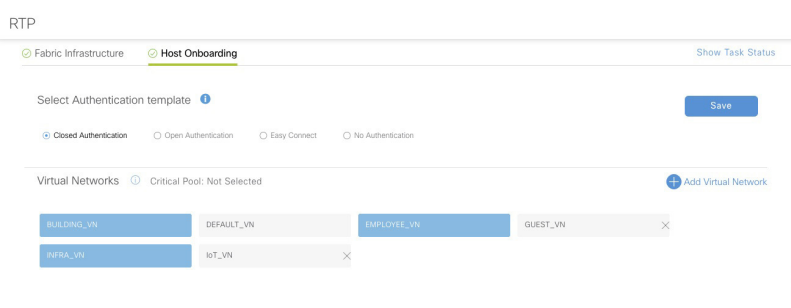 RTP
Fabric Infrastructure Host Onboarding Show Task Status
Select Authentication template
Save
Closed Authentication Open Authentication Easy Connect No Authentication
Virtual Networks Critical Pool: Not Selected Add Virtual Network
BUILDING_VN DEFAULT_VN EMPLOYEE_VN GUEST_VN
INFRA_VN IoT_VN